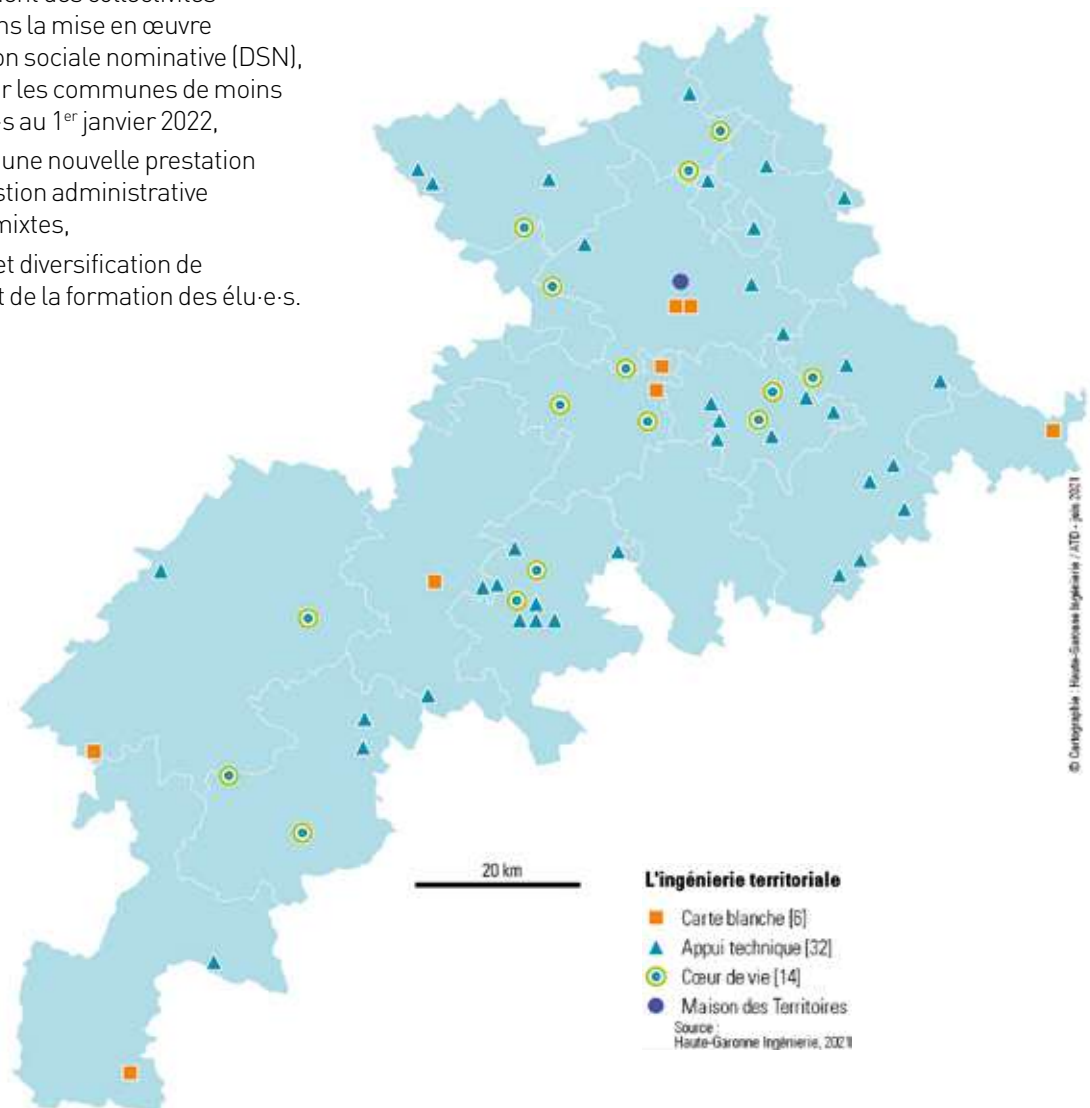 ent des collectivités
ns la mise en œuvre
on sociale nominative (DSN),
r les communes de moins
s au 1er janvier 2022,
une nouvelle prestation
stion administrative
mixtes,
et diversification de
t de la formation des élu·e·s.
20 km
L'ingénierie territoriale
Carte blanche [6]
Appui technique [32]
Cœur de vie [14]
Maison des Territoires
Source :
Haute-Garonne Ingénierie, 2021
© Cartographie : Haute-Garonne Ingénierie / ATD - juin 2021